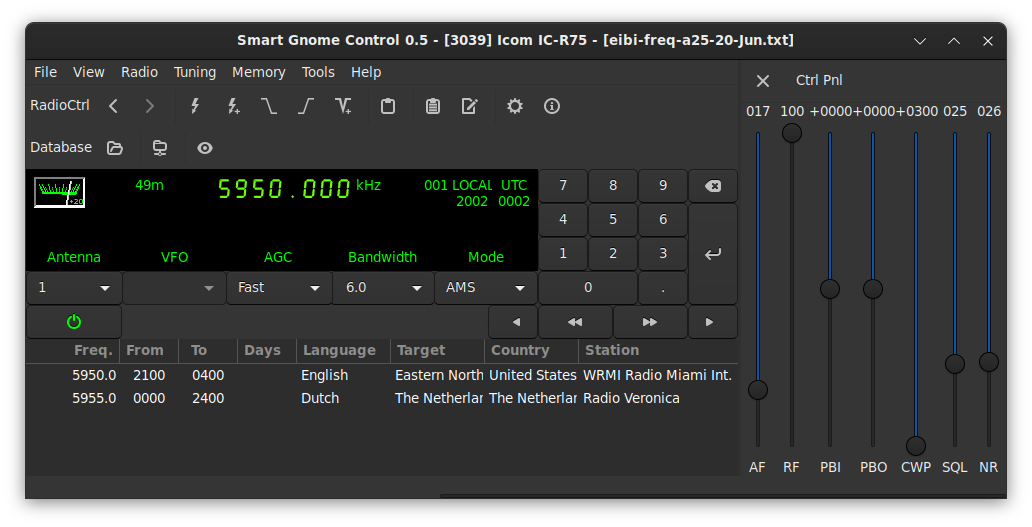 Smart Gnome Control 0.5 - [3039] Icom IC-R75 - [eibi-freq-a25-20-Jun.txt]
File View Radio Tuning Memory Tools Help
Ctrl Pnl
RadioCtrl
017 100 +0000+0000+0300 025 026
Database
49m 5950.000 kHz 001 LOCAL UTC
2002 0002
+20
7 8 9
4 5 6
1 2 3
0 .
Antenna VFO AGC Bandwidth Mode
1 Fast 6.0 AMS
Freq. From To Days Language Target Country Station
5950.0 2100 0400 English Eastern North United States WRMI Radio Miami Int.
5955.0 0000 2400 Dutch The Netherlar The Netherlar Radio Veronica
AF RF PBI PBO CWP SQL NR